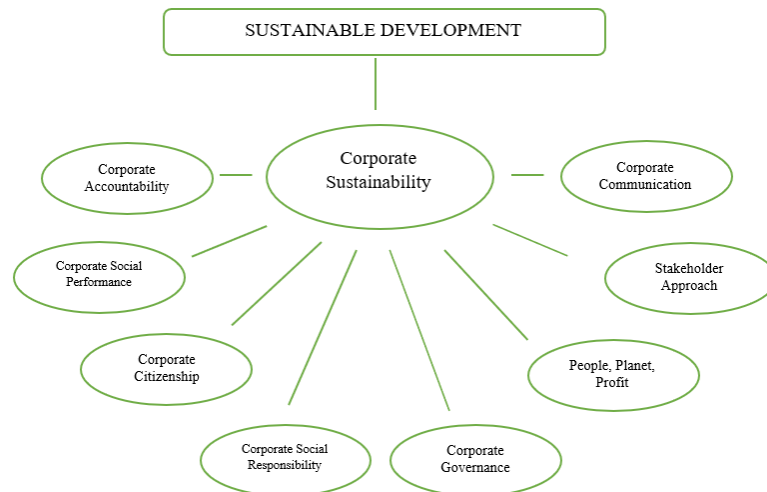 SUSTAINABLE DEVELOPMENT
Corporate
Sustainability
Corporate
Accountability
Corporate
Communication
Corporate Social
Performance
Stakeholder
Approach
Corporate
Citizenship
People, Planet,
Profit
Corporate Social
Responsibility
Corporate
Governance